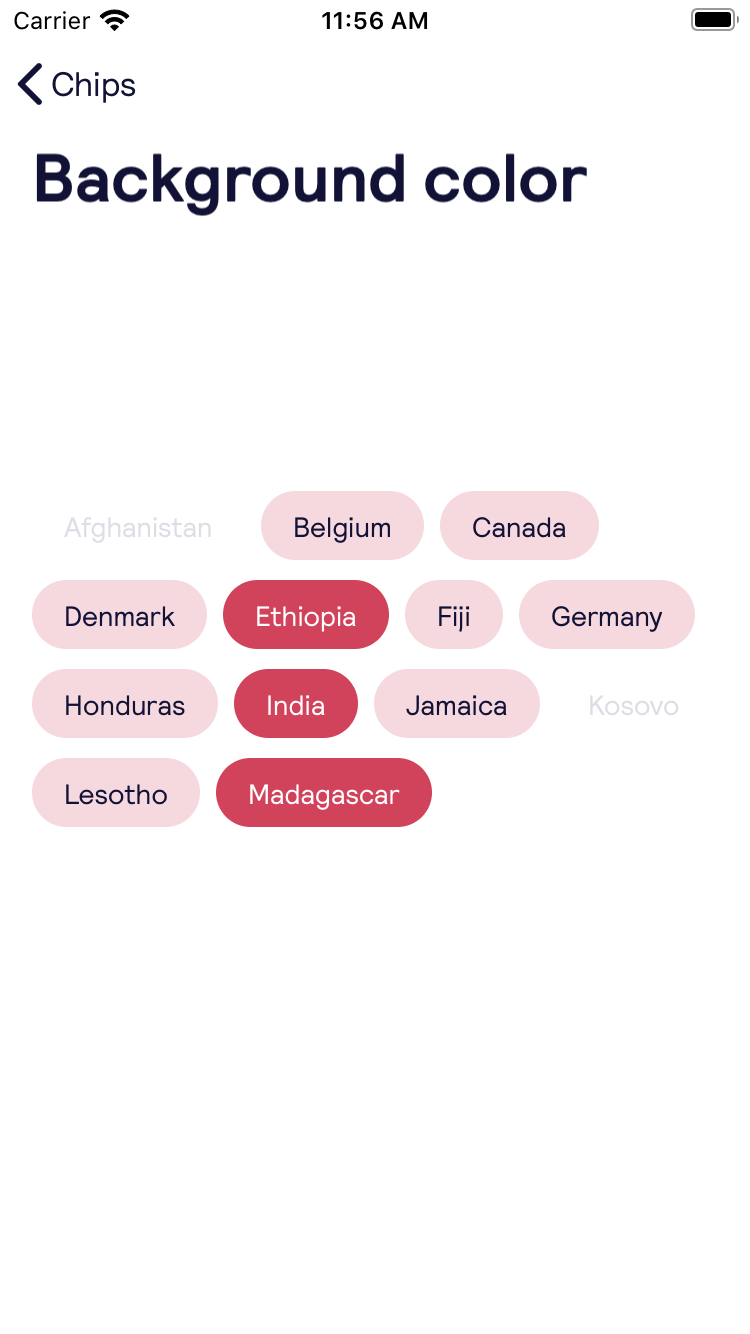 Carrier 11:56 AM
Chips
Background color
Afghanistan Belgium Canada
Denmark Ethiopia Fiji Germany
Honduras India Jamaica Kosovo
Lesotho Madagascar